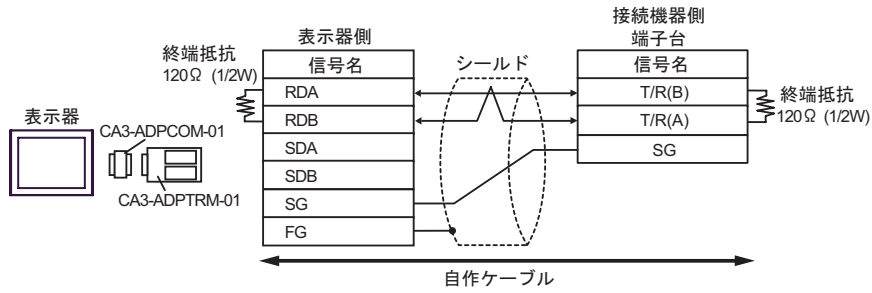 接続機器側
端子台
表示器側
終端抵抗
120Ω (1/2W)
信号名
シールド
信号名
RDA
T/R(B)
終端抵抗
120Ω (1/2W)
表示器
RDB
T/R(A)
CA3-ADPCOM-01
SDA
SG
SDB
CA3-ADPTRM-01
SG
FG
自作ケーブル